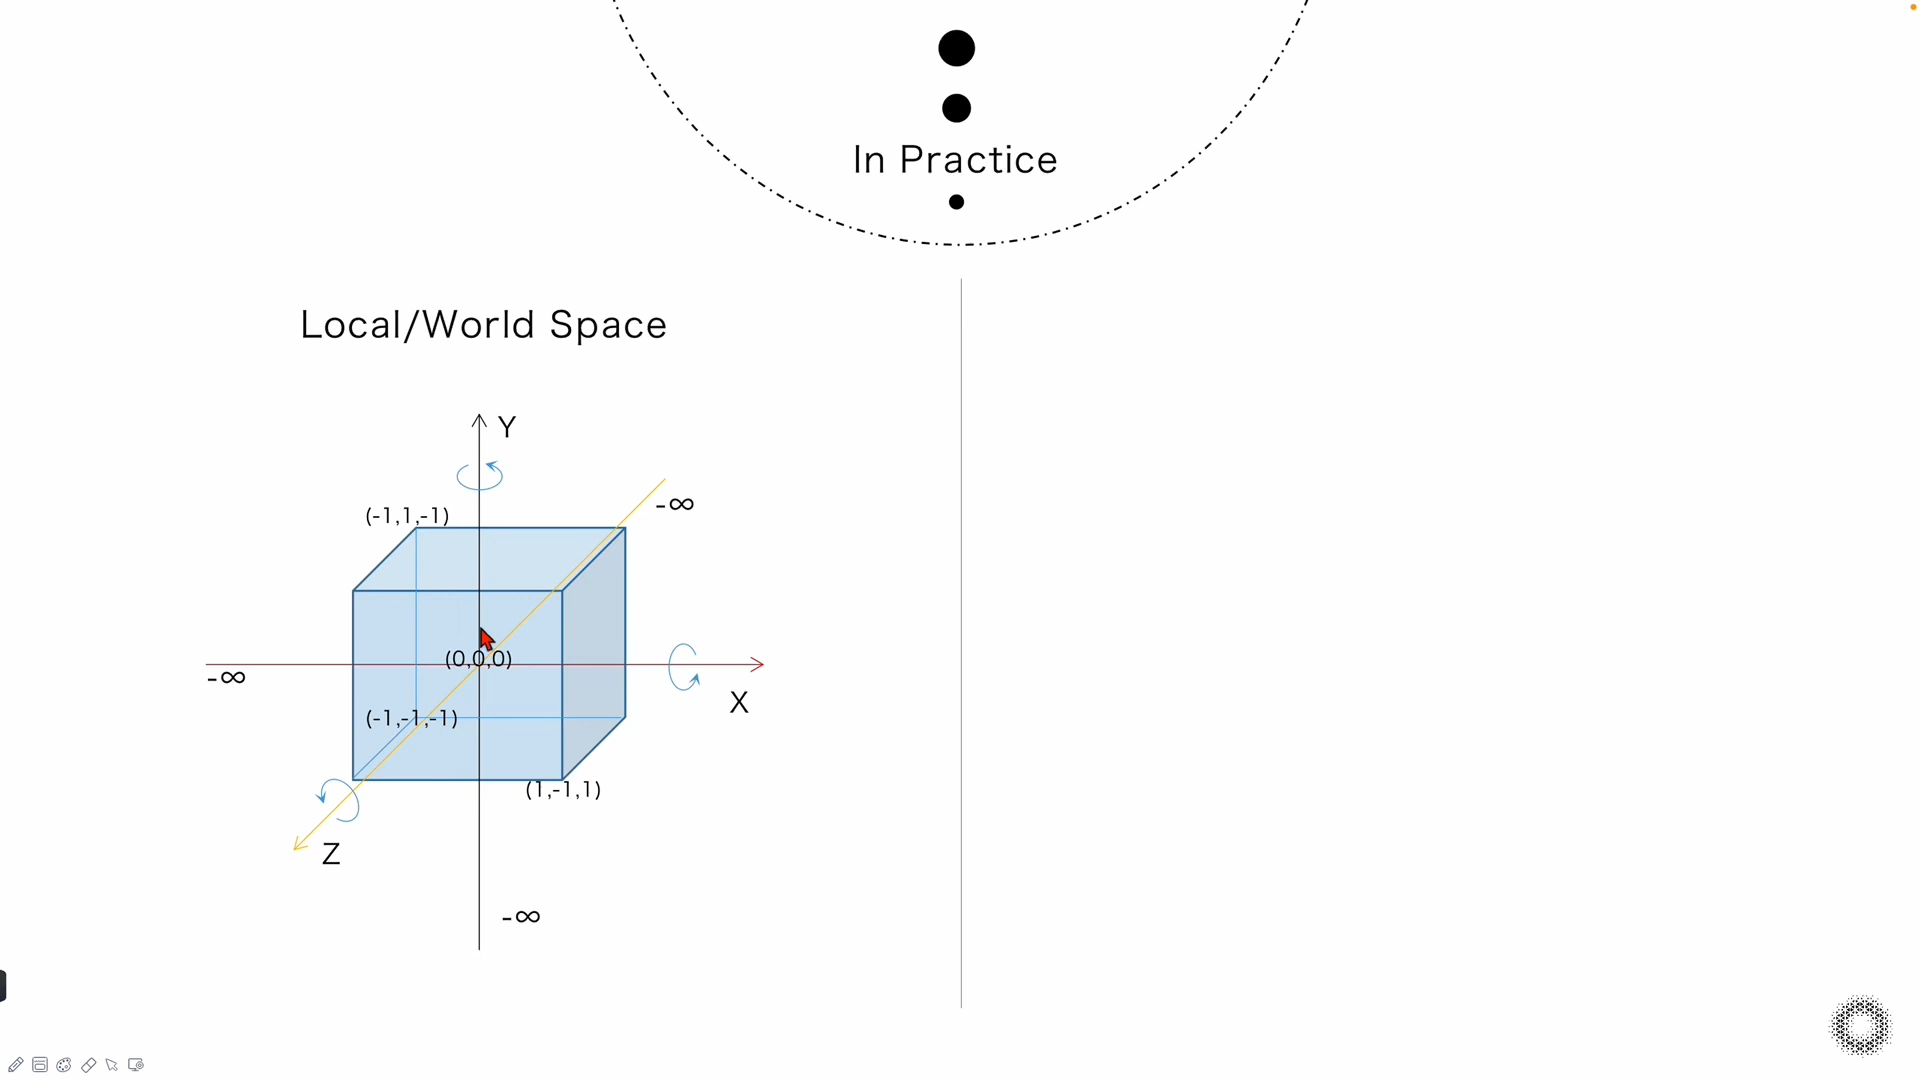 In Practice
Local/World Space
Y
(-1,1,-1)
-∞
(0,0,0)
-∞
X
(-1,-1,-1)
(1,-1,1)
Z
-∞